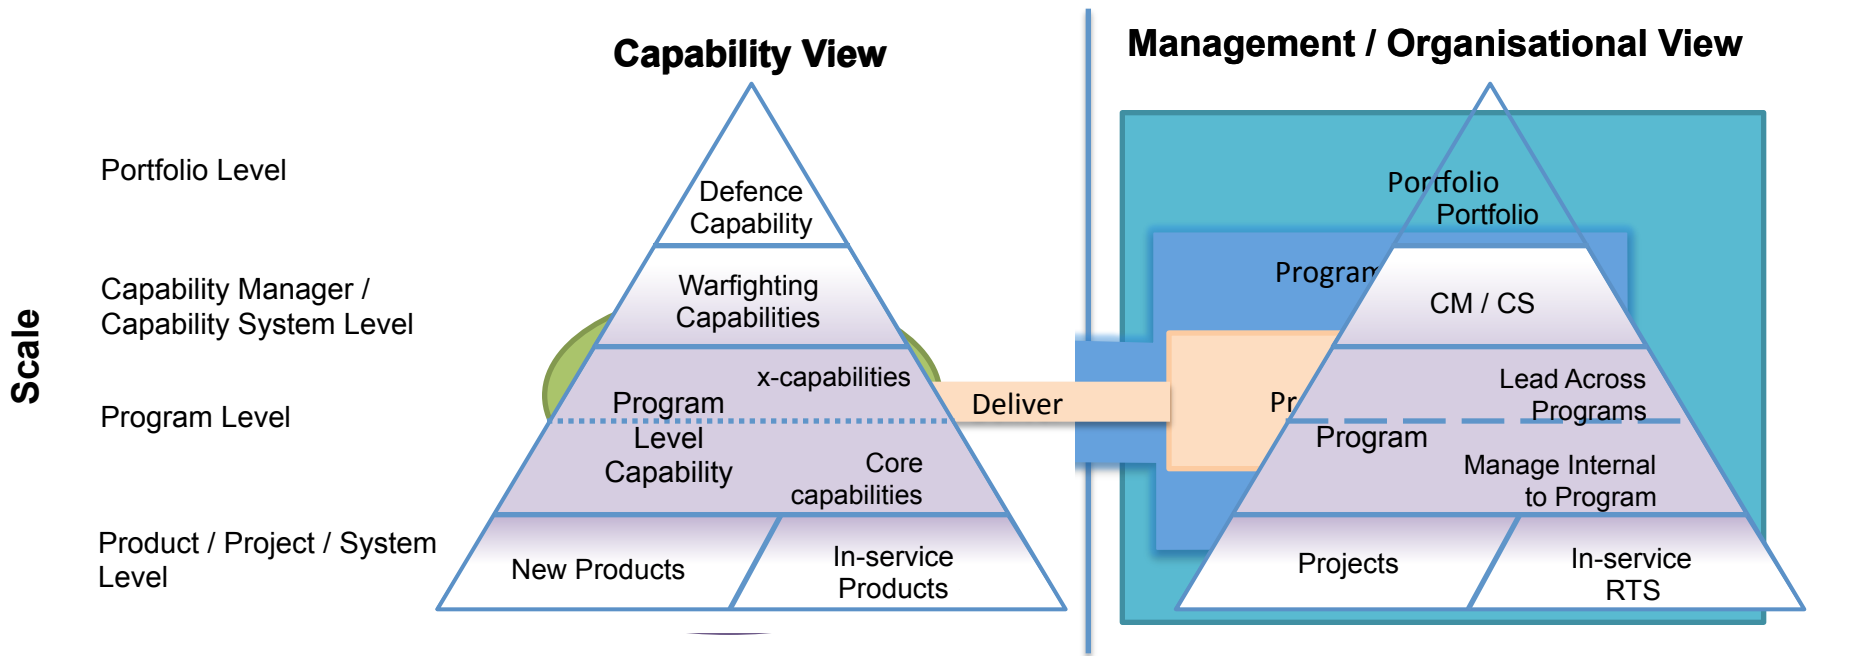 Capability View
Management / Organisational View
Scale
Portfolio Level
Capability Manager /
Capability System Level
Program Level
Product / Project / System
Level
Defence
Capability
Warfighting
Capabilities
x-capabilities
Program
Level
Capability
Core
capabilities
New Products
In-service
Products
Deliver
Portfolio
Portfolio
Program
CM / CS
Lead Across
Programs
Program
Manage Internal
to Program
Projects
In-service
RTS